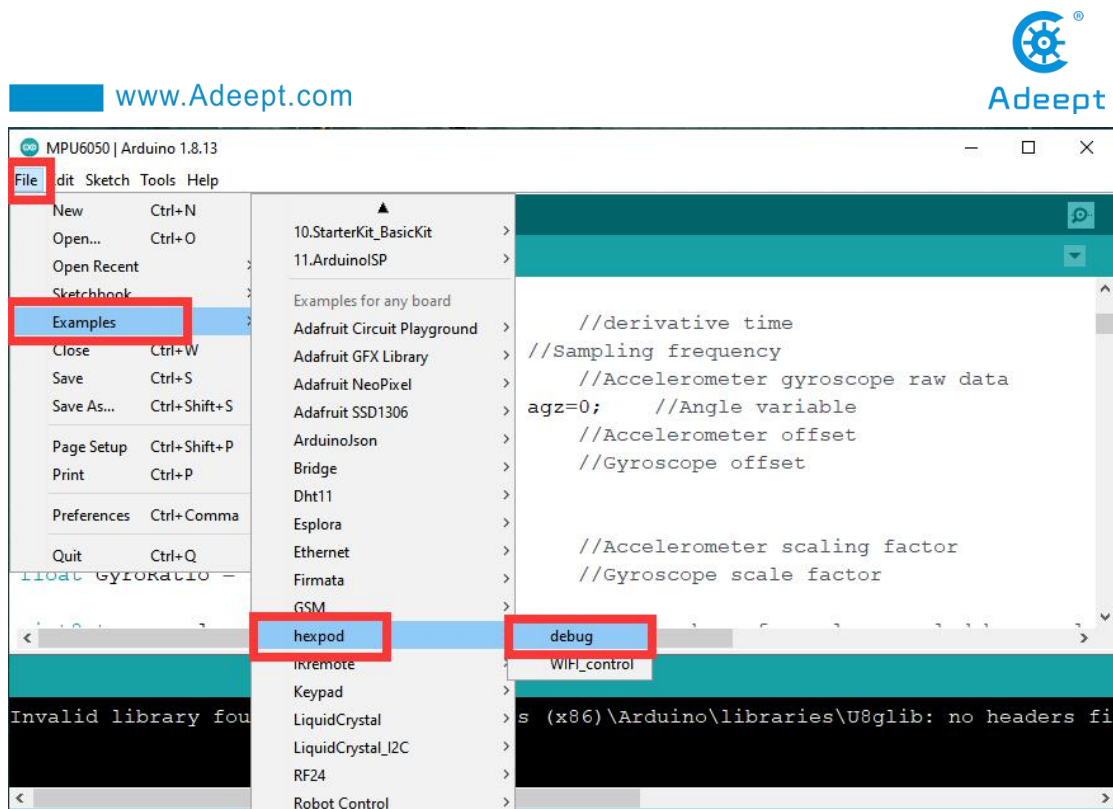 ®
Adeept
www.Adeept.com
MPU6050 | Arduino 1.8.13
File dit Sketch Tools Help
New Ctrl+N
Open... Ctrl+O
Open Recent
Sketchbook
Examples
Close Ctrl+W
Save Ctrl+S
Save As... Ctrl+Shift+S
Page Setup Ctrl+Shift+P
Print Ctrl+P
Preferences Ctrl+Comma
Quit Ctrl+Q
10.StarterKit_BasicKit
11.ArduinoISP
Examples for any board
Adafruit Circuit Playground
Adafruit GFX Library
Adafruit NeoPixel
Adafruit SSD1306
ArduinoJson
Bridge
Dht11
Esplora
Ethernet
Firmata
GSM
hexpod
IRremote
Keypad
LiquidCrystal
LiquidCrystal_I2C
RF24
Robot Control
debug
WIFI_control
//derivative time
//Sampling frequency
//Accelerometer gyroscope raw data
agz=0; //Angle variable
//Accelerometer offset
//Gyroscope offset
//Accelerometer scaling factor
//Gyroscope scale factor
float GyroRatio =
Invalid library fou s (x86)\Arduino\libraries\U8glib: no headers fi